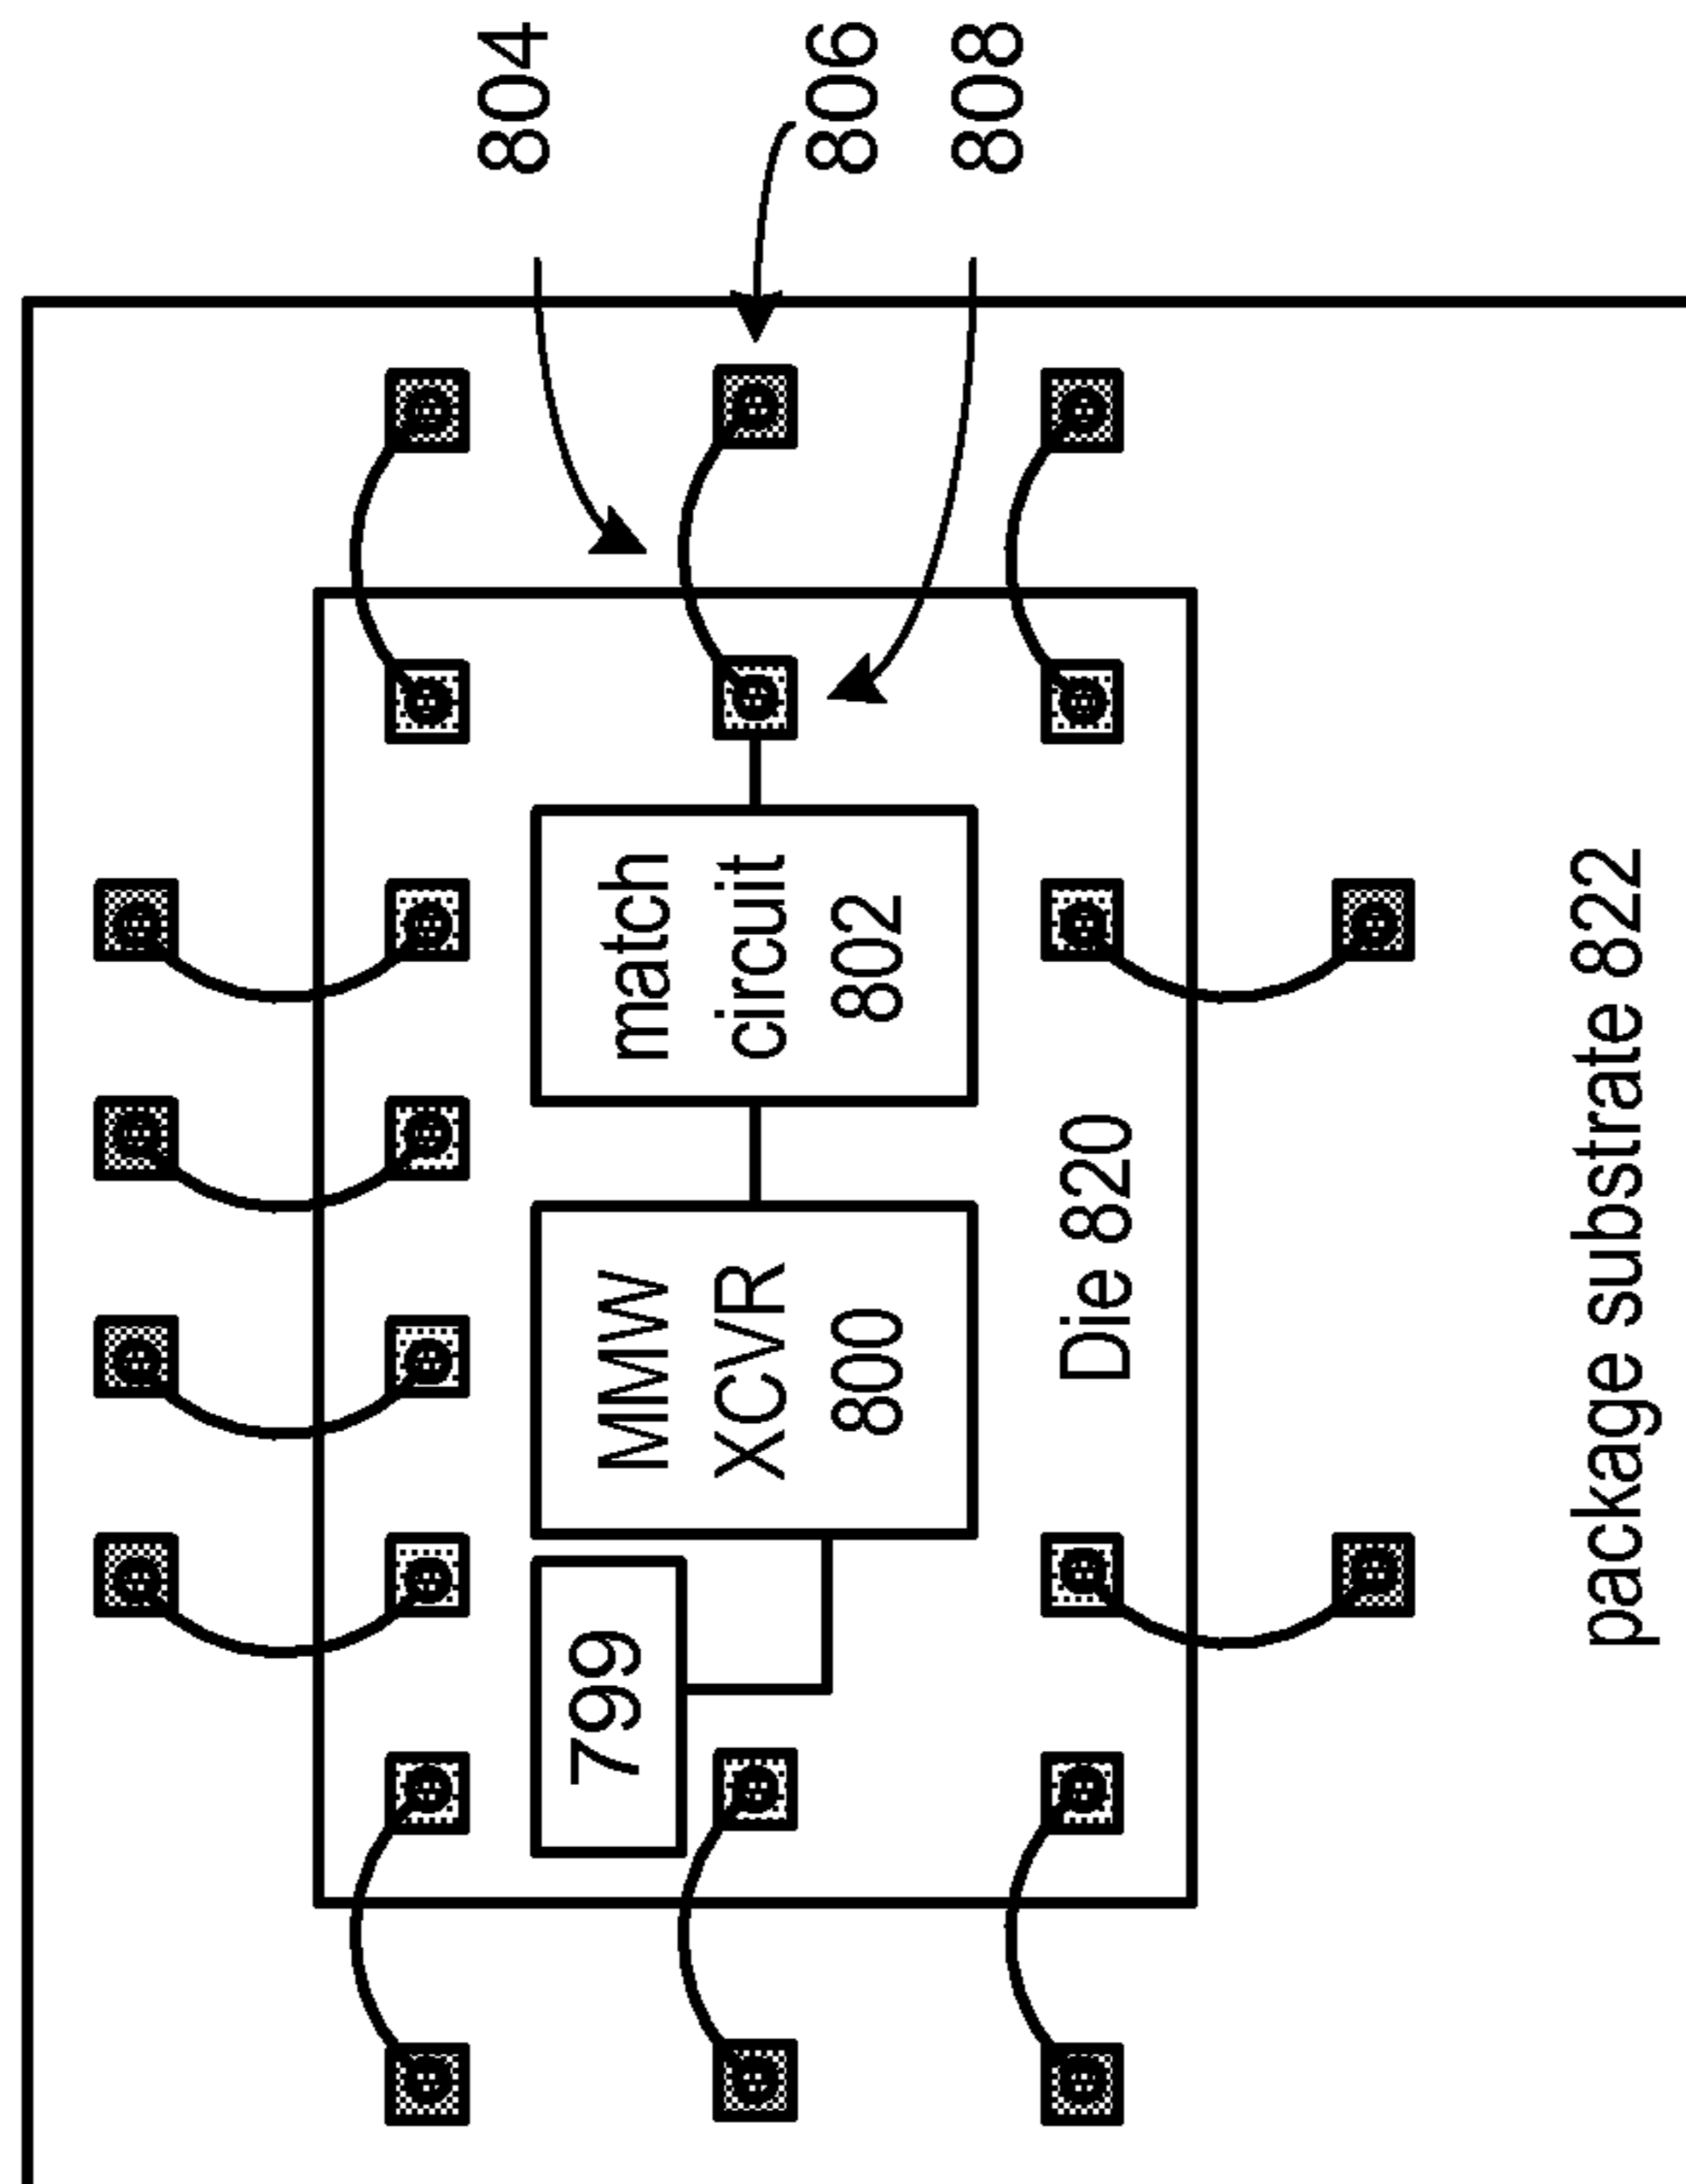 804
806
808
match
circuit
802
MMW
XCVR
800
799
Die 820
package substrate 822